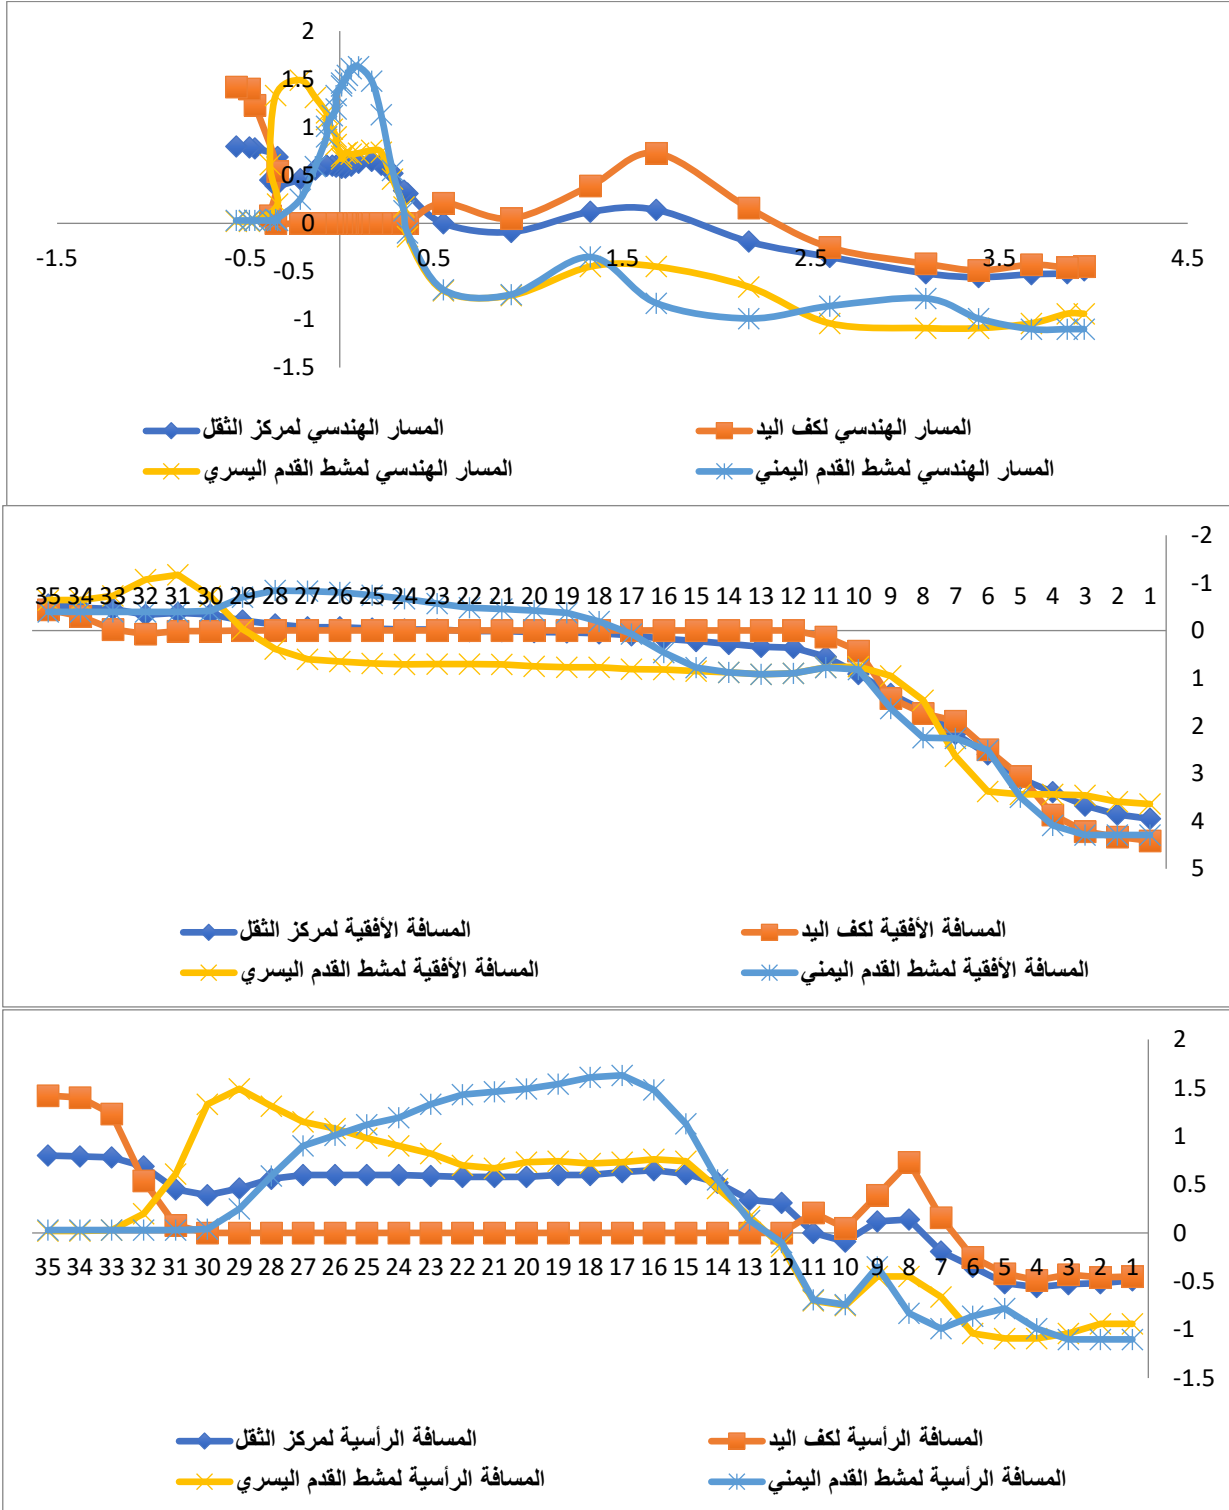 2
1.5
1
0.5
0
-1.5 -0.5 0.5 1.5 2.5 3.5 4.5
-0.5
-1
-1.5
المسار الهندسي لمركز الثقل
المسار الهندسي لكف اليد
المسار الهندسي لمشط القدم اليسري
المسار الهندسي لمشط القدم اليمني
-2
-1
35 34 33 32 31 30 29 28 27 26 25 24 23 22 21 20 19 18 17 16 15 14 13 12 11 10 9 8 7 6 5 4 3 2 1
0
1
2
3
4
5
المسافة الأفقية لمركز الثقل
المسافة الأفقية لكف اليد
المسافة الأفقية لمشط القدم اليسري
المسافة الأفقية لمشط القدم اليمني
2
1.5
1
0.5
0
35 34 33 32 31 30 29 28 27 26 25 24 23 22 21 20 19 18 17 16 15 14 13 12 11 10 9 8 7 6 5 4 3 2 1
-0.5
-1
-1.5
المسافة الرأسية لمركز الثقل
المسافة الرأسية لكف اليد
المسافة الرأسية لمشط القدم اليسري
المسافة الرأسية لمشط القدم اليمني